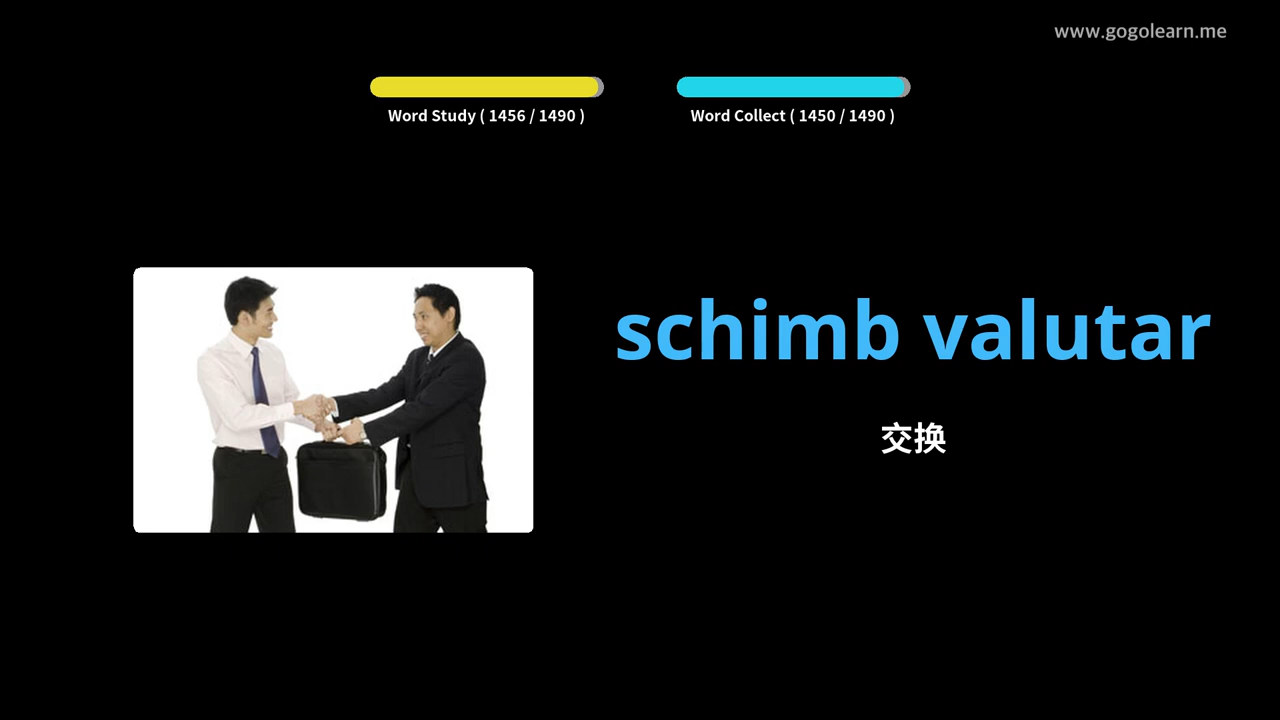 www.gogolearn.me
Word Study ( 1456 / 1490 )
Word Collect ( 1450 / 1490 )
schimb valutar
交换